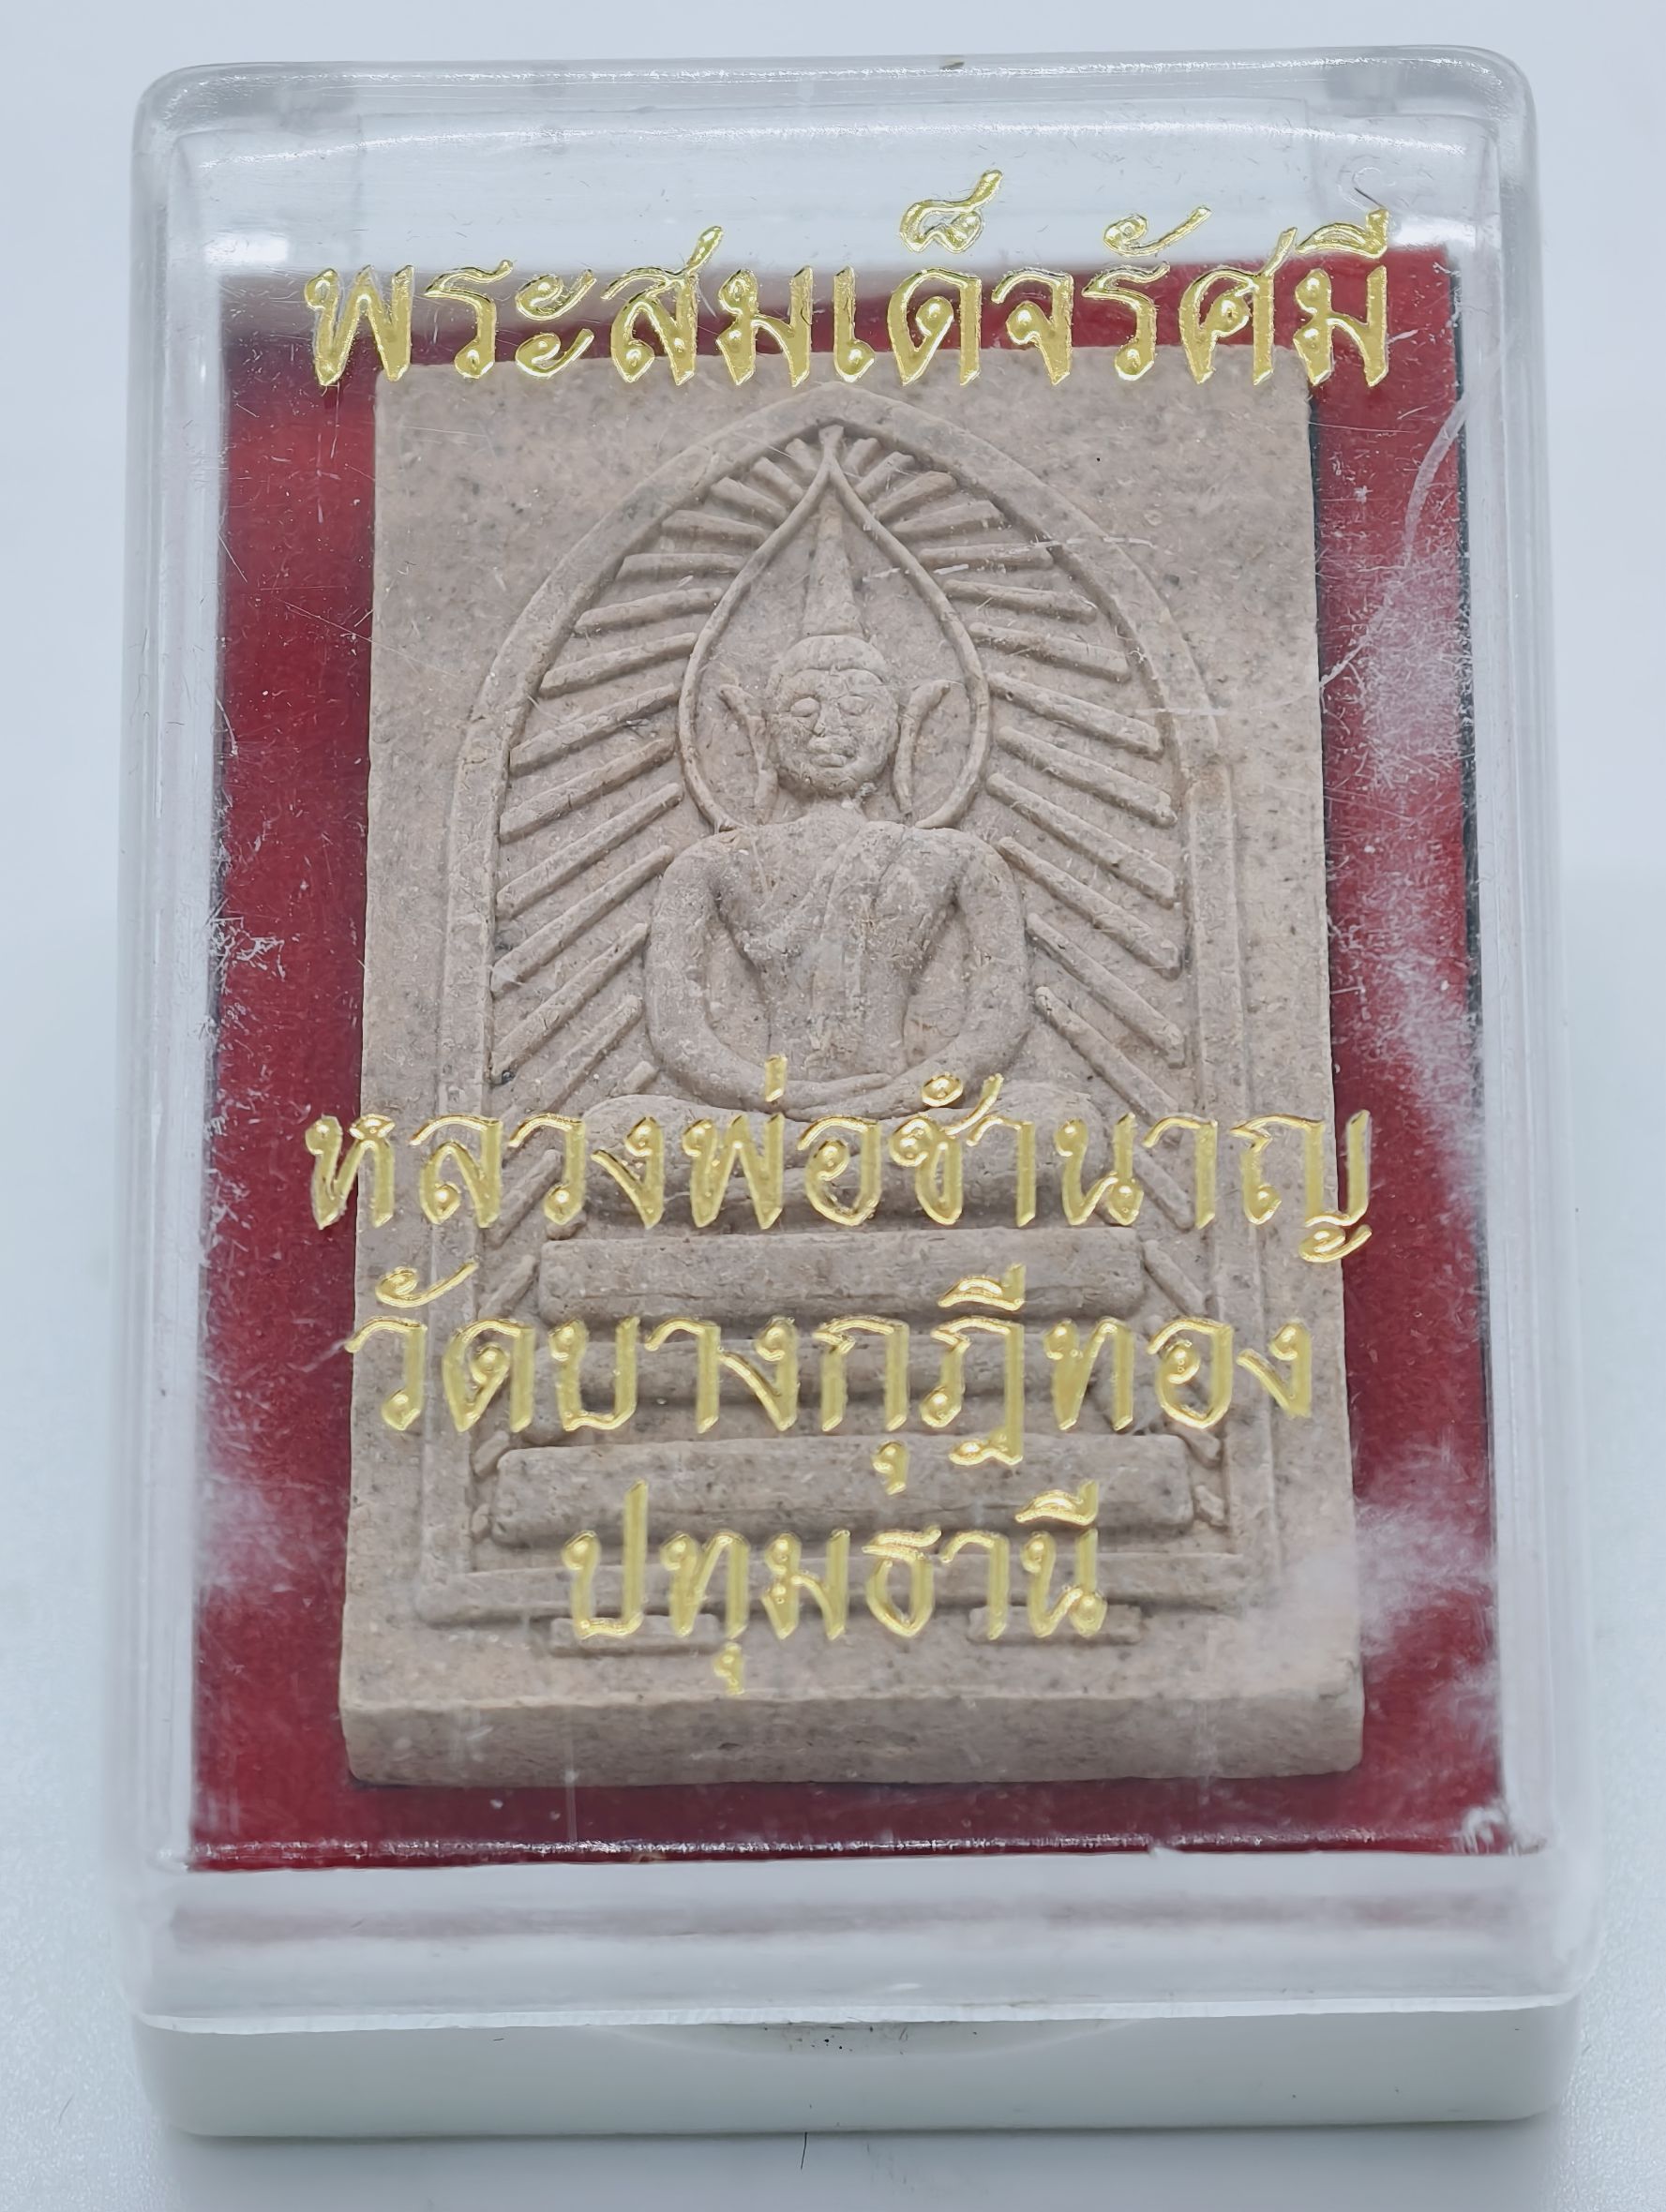 พระสมเด็จรัศมี
หลวงพ่อชำนาญ
วัดบางกุฎีทอง
ปทุมธานี